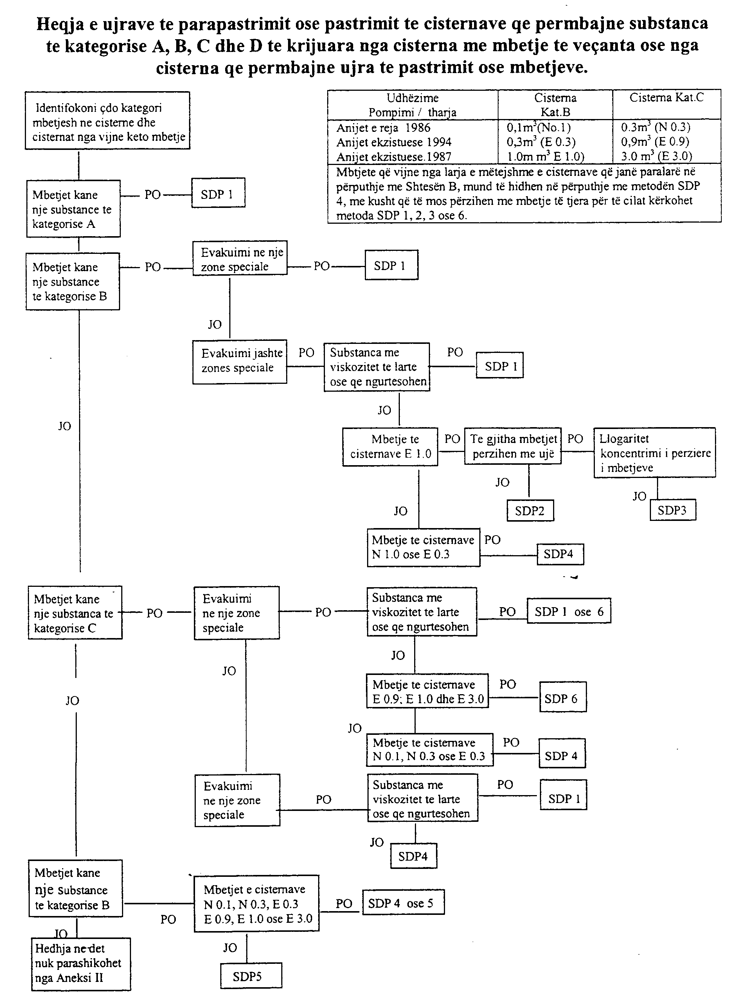 Heqja e ujrave te parapastrimit ose pastrimit te cisternave qe permbajne substanca
te kategorise A, B, C dhe D te krijuara nga cisterna me mbetje te veçanta ose nga
cisterna qe permbajne ujra te pastrimit ose mbetjeve.
Identifokoni çdo kategori
mbetjesh ne cisterne dhe
cisternat nga vijne keto mbetje
Udhëzime
Pompimi / tharja
Cisterna
Kat.B
Cisterna Kat.C
Anijet e reja 1986
0,1m³(No.1)
0.3m³ (N 0.3)
Anijet ekzistuese 1994
0,3m³ (E 0.3)
0,9m³ (E 0.9)
Anijet ekzistuese.1987
1.0m m³ E 1.0)
3.0 m³ (E 3.0)
Mbtjete që vijne nga larja e mëtejshme e cisternave që janë paralarë në
përputhje me Shtesën B, mund të hidhen në përputhje me metodën SDP
4, me kusht që të mos përzihen me mbetje të tjera për të cilat kërkohet
metoda SDP 1, 2, 3 ose 6.
Mbetjet kane
nje substance te
kategorise A
PO
SDP 1
Mbetjet kane
nje substance
te kategorise B
PO
Evakuimi ne nje
zone speciale
PO
SDP 1
JO
Evakuimi jashte
zones speciale
PO
Substanca me
viskozitet te larte
ose qe ngurtesohen
PO
SDP 1
JO
JO
Mbetje te
cisternave E 1.0
PO
Te gjitha mbetjet
perzihen me ujë
PO
Llogaritet
koncentrimi i perziere
i mbetjeve
JO
SDP2
JO
SDP3
JO
Mbetje te cisternave
N 1.0 ose E 0.3
PO
SDP4
Mbetjet kane
nje substanca te
kategorise C
PO
Evakuimi
ne nje zone
speciale
PO
Substanca me
viskozitet te larte
ose qe ngurtesohen
PO
SDP 1 ose 6
JO
JO
JO
Mbetje te cisternave
E 0.9; E 1.0 dhe E 3.0
PO
SDP 6
JO
Mbetje te cisternave
N 0.1, N 0.3 ose E 0.3
PO
SDP 4
Evakuimi
ne nje zone
speciale
PO
Substanca me
viskozitet te larte
ose qe ngurtesohen
PO
SDP 1
JO
SDP4
Mbetjet kane
nje substance
te kategorise B
PO
Mbetjet e cisternave
N 0.1, N 0.3, E 0.3
E 0.9, E 1.0 ose E 3.0
PO
SDP 4 ose 5
JO
Hedhja ne det
nuk parashikohet
nga Aneksi II
JO
SDP5